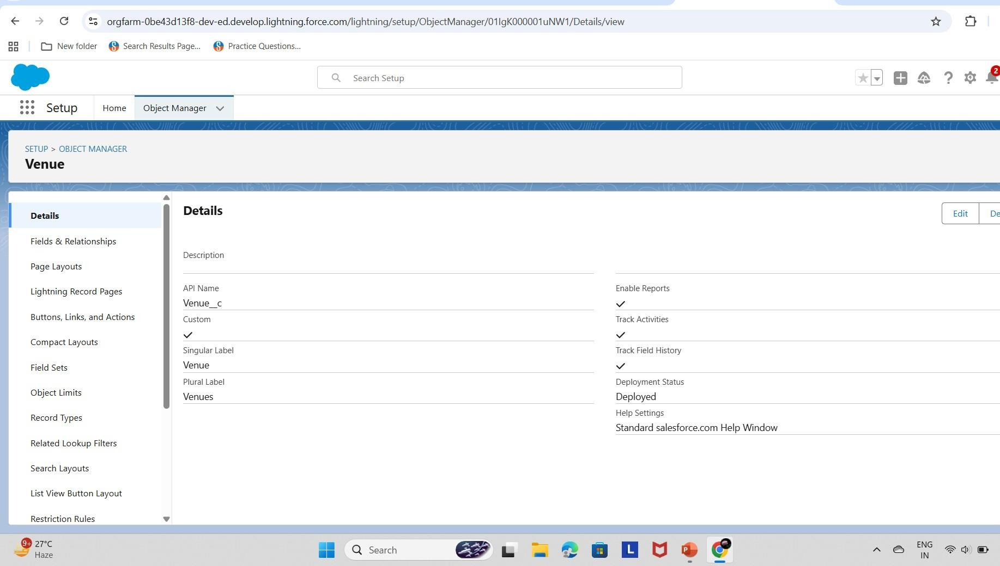 orgfarm-0be43d13f8-dev-ed.develop.lightning.force.com/lightning/setup/ObjectManager/01IgK000001uNW1/Details/view
New folder
Search Results Page...
Practice Questions...
Search Setup
2
Setup
Home
Object Manager
SETUP > OBJECT MANAGER
Venue
Details
Fields & Relationships
Page Layouts
Lightning Record Pages
Buttons, Links, and Actions
Compact Layouts
Field Sets
Object Limits
Record Types
Related Lookup Filters
Search Layouts
List View Button Layout
Restriction Rules
Details
Edit
De
Description
API Name
Venue__c
Custom
Singular Label
Venue
Plural Label
Venues
Enable Reports
Track Activities
Track Field History
Deployment Status
Deployed
Help Settings
Standard salesforce.com Help Window
9+
27°C
Haze
Search
L
P
ENG
IN